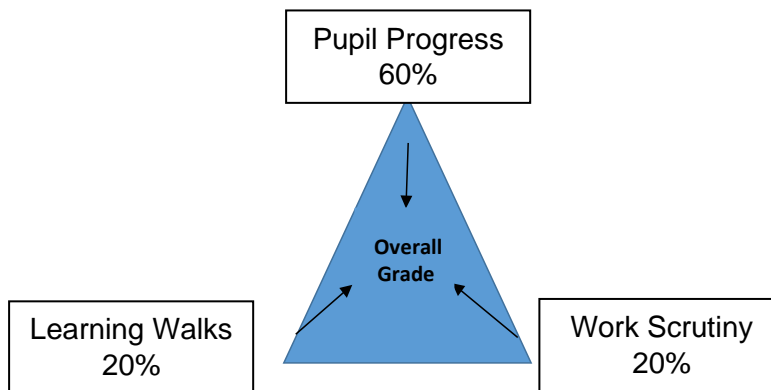 Pupil Progress
60%
Overall
Grade
Learning Walks
20%
Work Scrutiny
20%